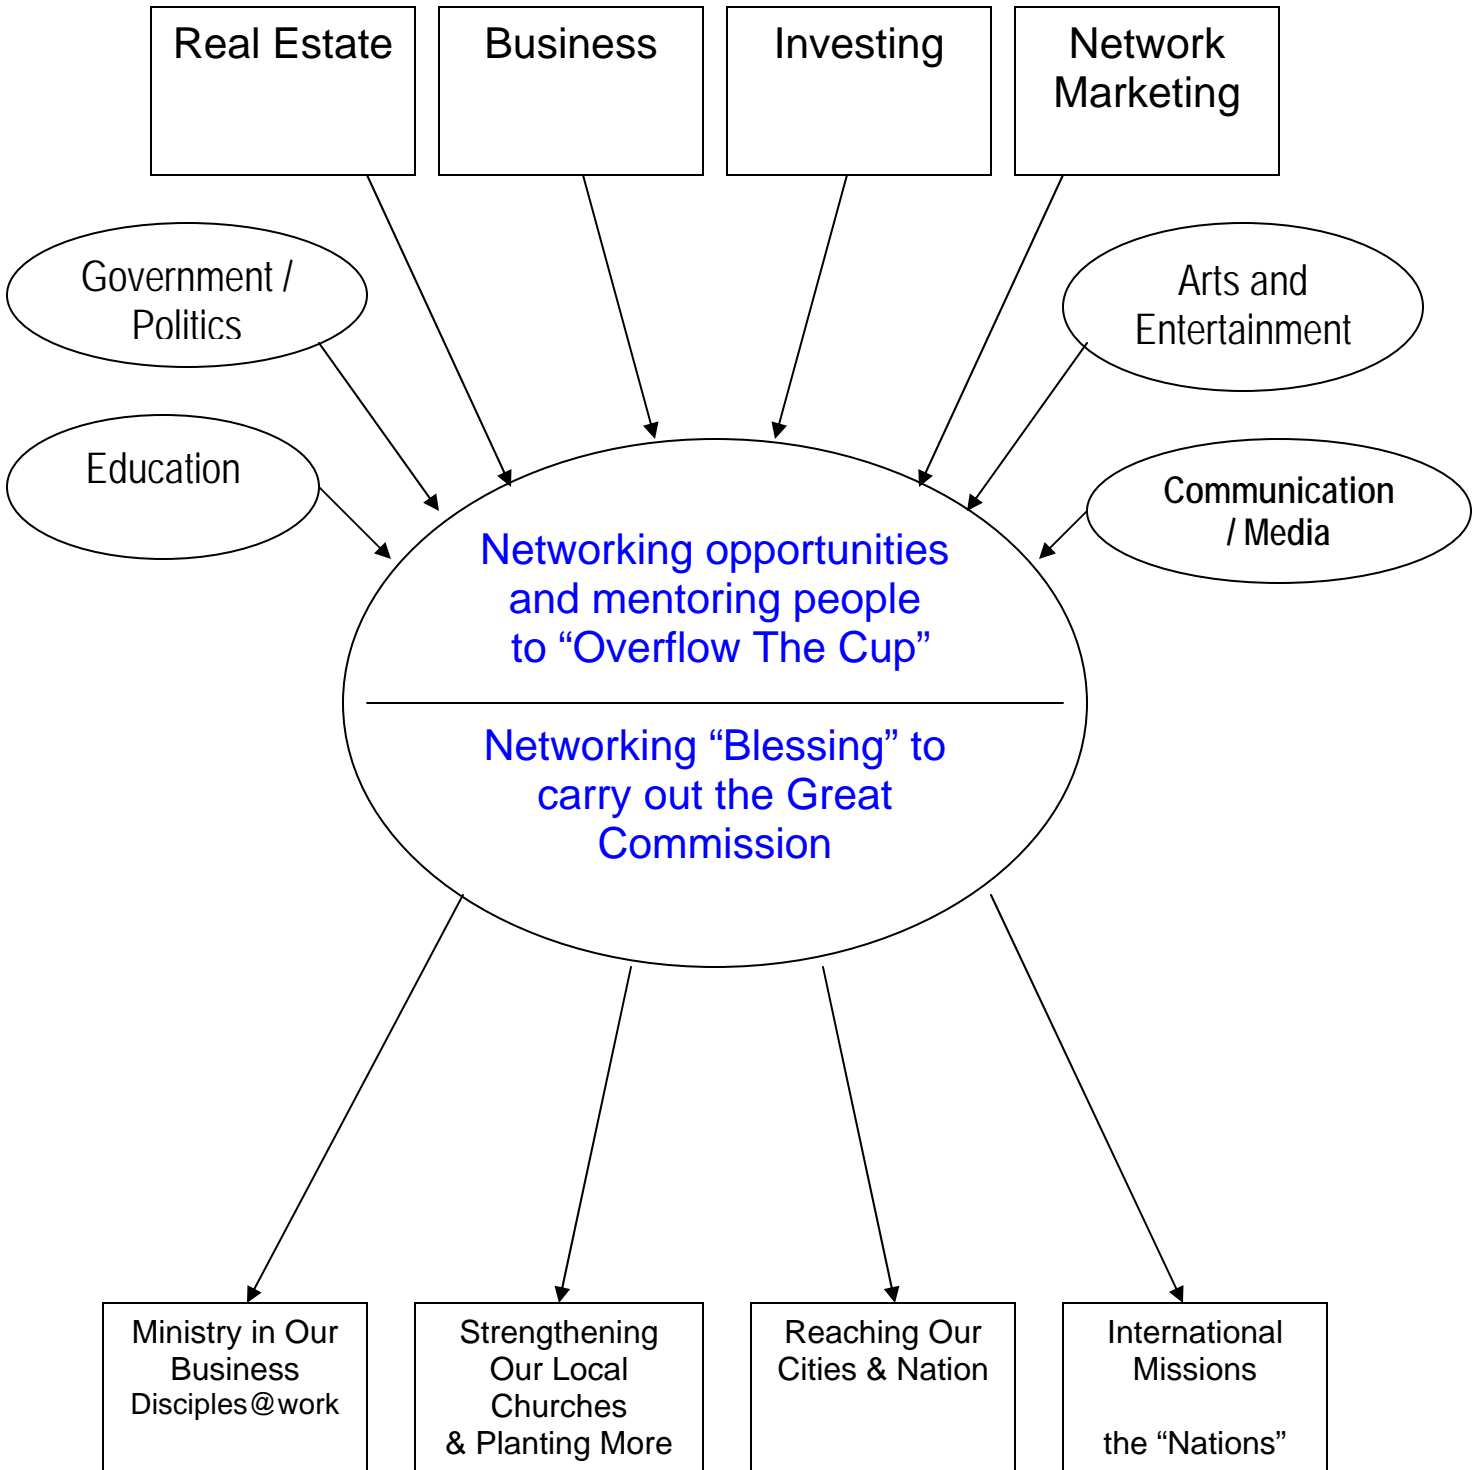 Real Estate
Business
Investing
Network
Marketing
Government /
Politics
Arts and
Entertainment
Education
Communication
/ Media
Networking opportunities
and mentoring people
to “Overflow The Cup”
Networking “Blessing” to
carry out the Great
Commission
Ministry in Our
Business
Disciples@work
Strengthening
Our Local
Churches
& Planting More
Reaching Our
Cities & Nation
International
Missions
the “Nations”